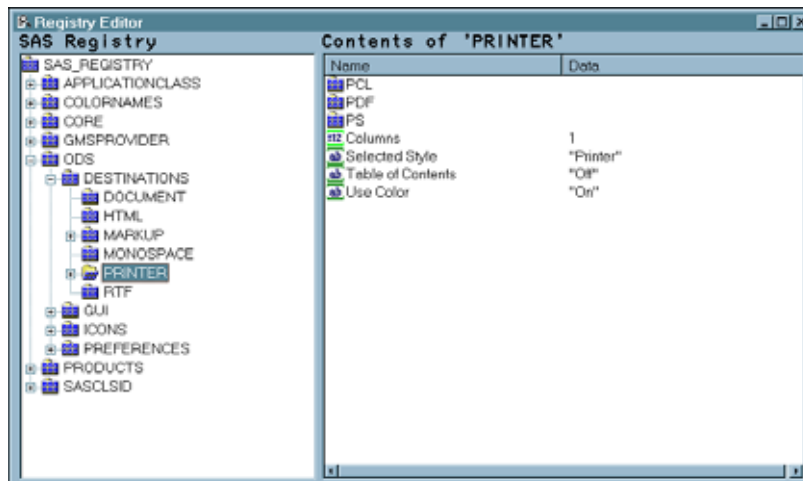 Registry Editor
SAS Registry
Contents of 'PRINTER'
SAS_REGISTRY
APPLICATIONCLASS
COLORNAMES
CORE
GMSPROVIDER
ODS
DESTINATIONS
DOCUMENT
HTML
MARKUP
MONOSPACE
PRINTER
RTF
GUI
ICONS
PREFERENCES
PRODUCTS
SASCLSID
Name Data
PCL
PDF
PS
Columns 1
Selected Style "Printer"
Table of Contents "Off"
Use Color "On"